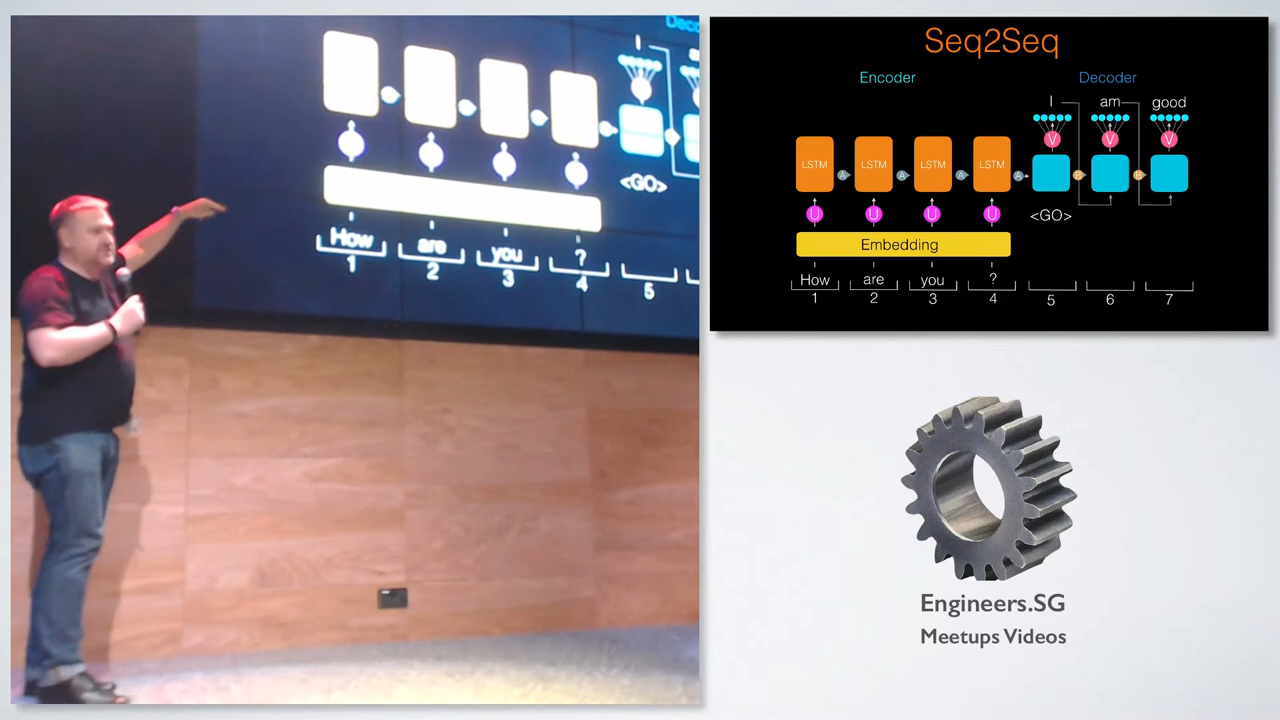 Deco
I
<GO>
How are you ?
1 2 3 4 5
Seq2Seq
Encoder Decoder
I am good
V V V
LSTM LSTM LSTM LSTM
A A A A B B
U U U U <GO>
Embedding
How are you ?
1 2 3 4 5 6 7
Engineers.SG
Meetups Videos